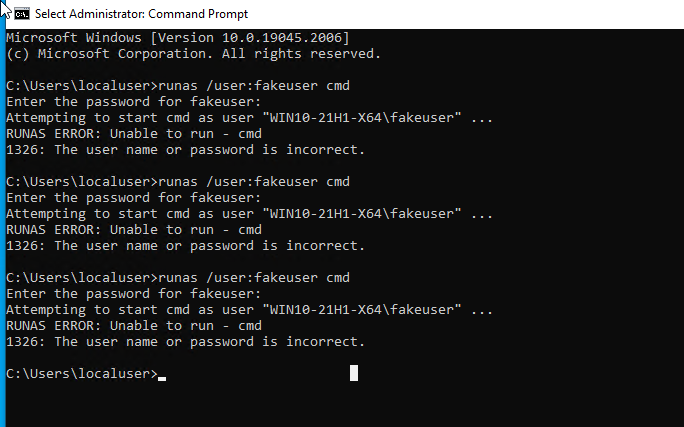 Select Administrator: Command Prompt
Microsoft Windows [Version 10.0.19045.2006]
(c) Microsoft Corporation. All rights reserved.
C:\Users\localuser>runas /user:fakeuser cmd
Enter the password for fakeuser:
Attempting to start cmd as user "WIN10-21H1-X64\fakeuser" ...
RUNAS ERROR: Unable to run - cmd
1326: The user name or password is incorrect.
C:\Users\localuser>runas /user:fakeuser cmd
Enter the password for fakeuser:
Attempting to start cmd as user "WIN10-21H1-X64\fakeuser" ...
RUNAS ERROR: Unable to run - cmd
1326: The user name or password is incorrect.
C:\Users\localuser>runas /user:fakeuser cmd
Enter the password for fakeuser:
Attempting to start cmd as user "WIN10-21H1-X64\fakeuser" ...
RUNAS ERROR: Unable to run - cmd
1326: The user name or password is incorrect.
C:\Users\localuser>